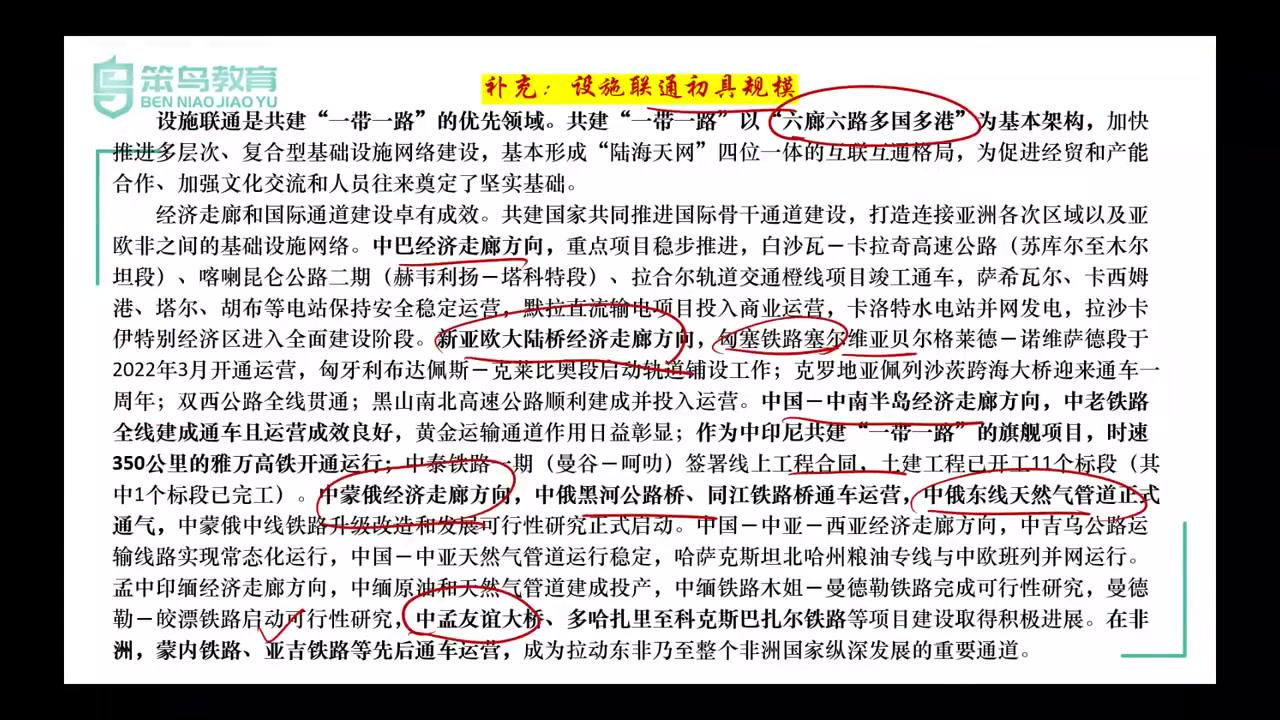 笨鸟教育
BEN NIAO JIAO YU
补充：设施联通初具规模
设施联通是共建“一带一路”的优先领域。共建“一带一路”以“六廊六路多国多港”为基本架构，加快
推进多层次、复合型基础设施网络建设，基本形成“陆海天网”四位一体的互联互通格局，为促进经贸和产能
合作、加强文化交流和人员往来奠定了坚实基础。
经济走廊和国际通道建设卓有成效。共建国家共同推进国际骨干通道建设，打造连接亚洲各次区域以及亚
欧非之间的基础设施网络。中巴经济走廊方向，重点项目稳步推进，白沙瓦－卡拉奇高速公路（苏库尔至木尔
坦段）、喀喇昆仑公路二期（赫韦利扬－塔科特段）、拉合尔轨道交通橙线项目竣工通车，萨希瓦尔、卡西姆
港、塔尔、胡布等电站保持安全稳定运营，默拉直流输电项目投入商业运营，卡洛特水电站并网发电，拉沙卡
伊特别经济区进入全面建设阶段。新亚欧大陆桥经济走廊方向，匈塞铁路塞尔维亚贝尔格莱德－诺维萨德段于
2022年3月开通运营，匈牙利布达佩斯－克莱比奥段启动轨道铺设工作；克罗地亚佩列沙茨跨海大桥迎来通车一
周年；双西公路全线贯通；黑山南北高速公路顺利建成并投入运营。中国－中南半岛经济走廊方向，中老铁路
全线建成通车且运营成效良好，黄金运输通道作用日益彰显；作为中印尼共建“一带一路”的旗舰项目，时速
350公里的雅万高铁开通运行；中泰铁路一期（曼谷－呵叻）签署线上工程合同，土建工程已开工11个标段（其
中1个标段已完工）。中蒙俄经济走廊方向，中俄黑河公路桥、同江铁路桥通车运营，中俄东线天然气管道正式
通气，中蒙俄中线铁路升级改造和发展可行性研究正式启动。中国－中亚－西亚经济走廊方向，中吉乌公路运
输线路实现常态化运行，中国－中亚天然气管道运行稳定，哈萨克斯坦北哈州粮油专线与中欧班列并网运行。
孟中印缅经济走廊方向，中缅原油和天然气管道建成投产，中缅铁路木姐－曼德勒铁路完成可行性研究，曼德
勒－皎漂铁路启动可行性研究，中孟友谊大桥、多哈扎里至科克斯巴扎尔铁路等项目建设取得积极进展。在非
洲，蒙内铁路、亚吉铁路等先后通车运营，成为拉动东非乃至整个非洲国家纵深发展的重要通道。